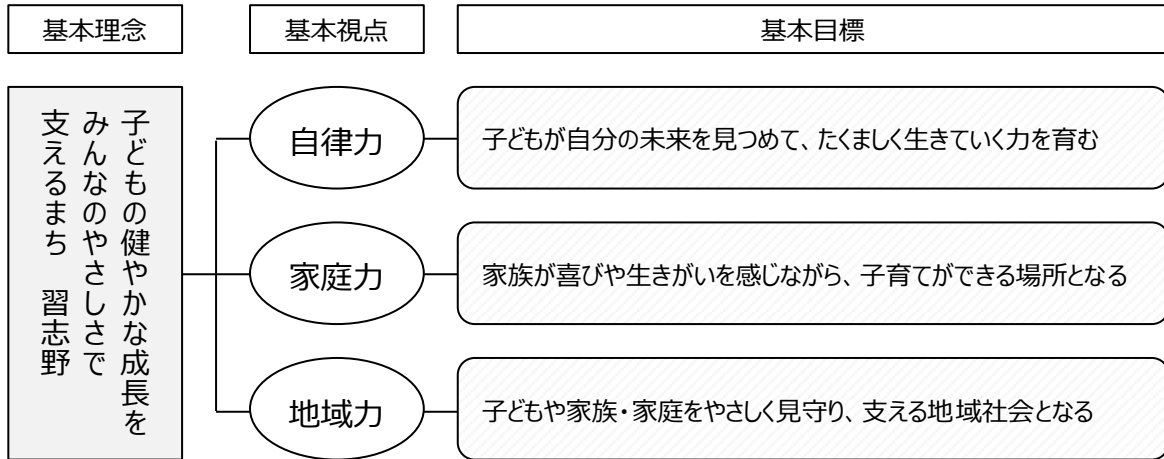 基本理念
基本視点
基本目標
子どもの健やかな成長を
みんなのやさしさで
支えるまち　習志野
自律力
子どもが自分の未来を見つめて、たくましく生きていく力を育む
家庭力
家族が喜びや生きがいを感じながら、子育てができる場所となる
地域力
子どもや家族・家庭をやさしく見守り、支える地域社会となる